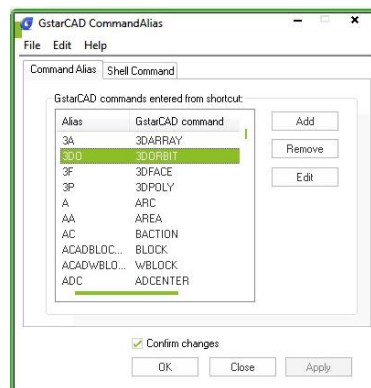 GstarCAD CommandAlias
File Edit Help
Command Alias Shell Command
GstarCAD commands entered from shortcut:
Alias GstarCAD command
3A 3DARRAY
3DO 3DORBIT
3F 3DFACE
3P 3DPOLY
A ARC
AA AREA
AC BACTION
ACADBLOC... BLOCK
ACADWBLO... WBLOCK
ADC ADCENTER
Add
Remove
Edit
Confirm changes
OK Close Apply